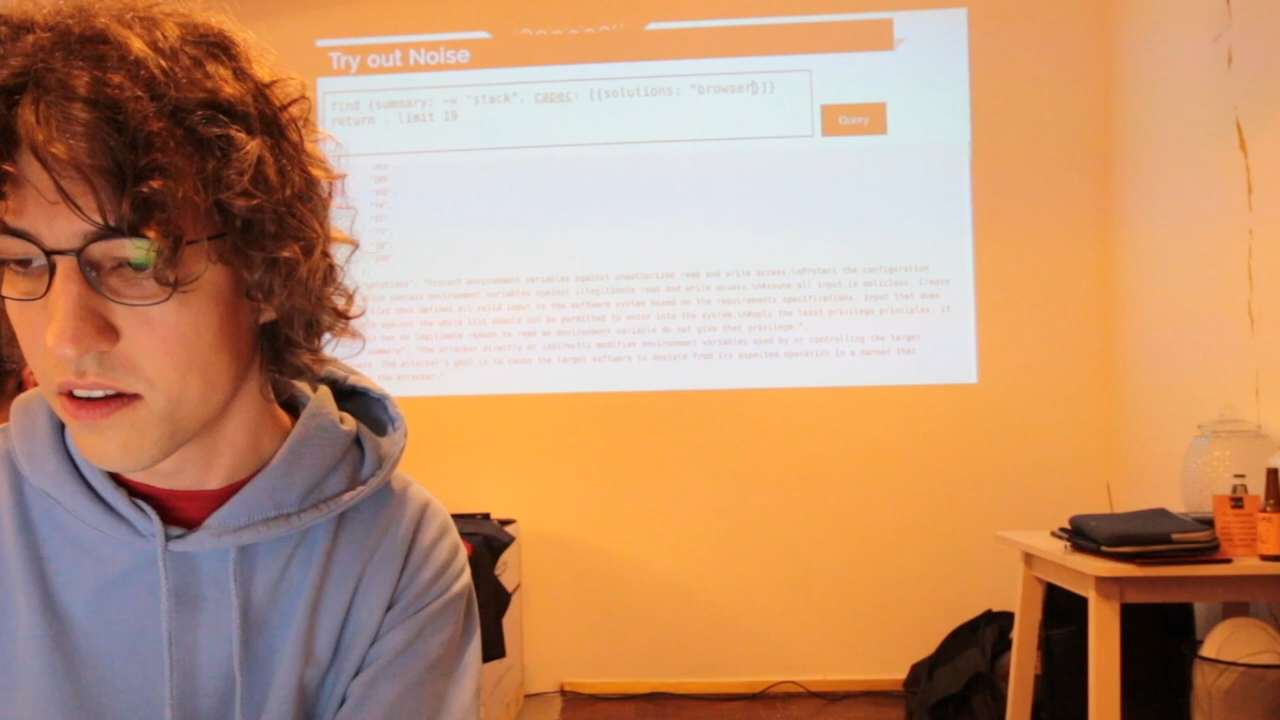 Try out Noise
find {summary: ~= "stack", capec: [{solutions: "browser}]}
return . limit 19
Query
solutions": "Protect environment variables against unauthorized read and write access.\nProtect the configuration
contain environment variables against illegitimate read and write access.\nAssume all input is malicious. Create
list that defines all valid input to the software system based on the requirements specifications. Input that does
against the white list should not be permitted to enter into the system.\nApply the least privilege principles. If
has no legitimate reason to read an environment variable do not give that privilege.",
summary": "The attacker directly or indirectly modifies environment variables used by or controlling the target
The attacker's goal is to cause the target software to deviate from its expected operation in a manner that
the attacker."